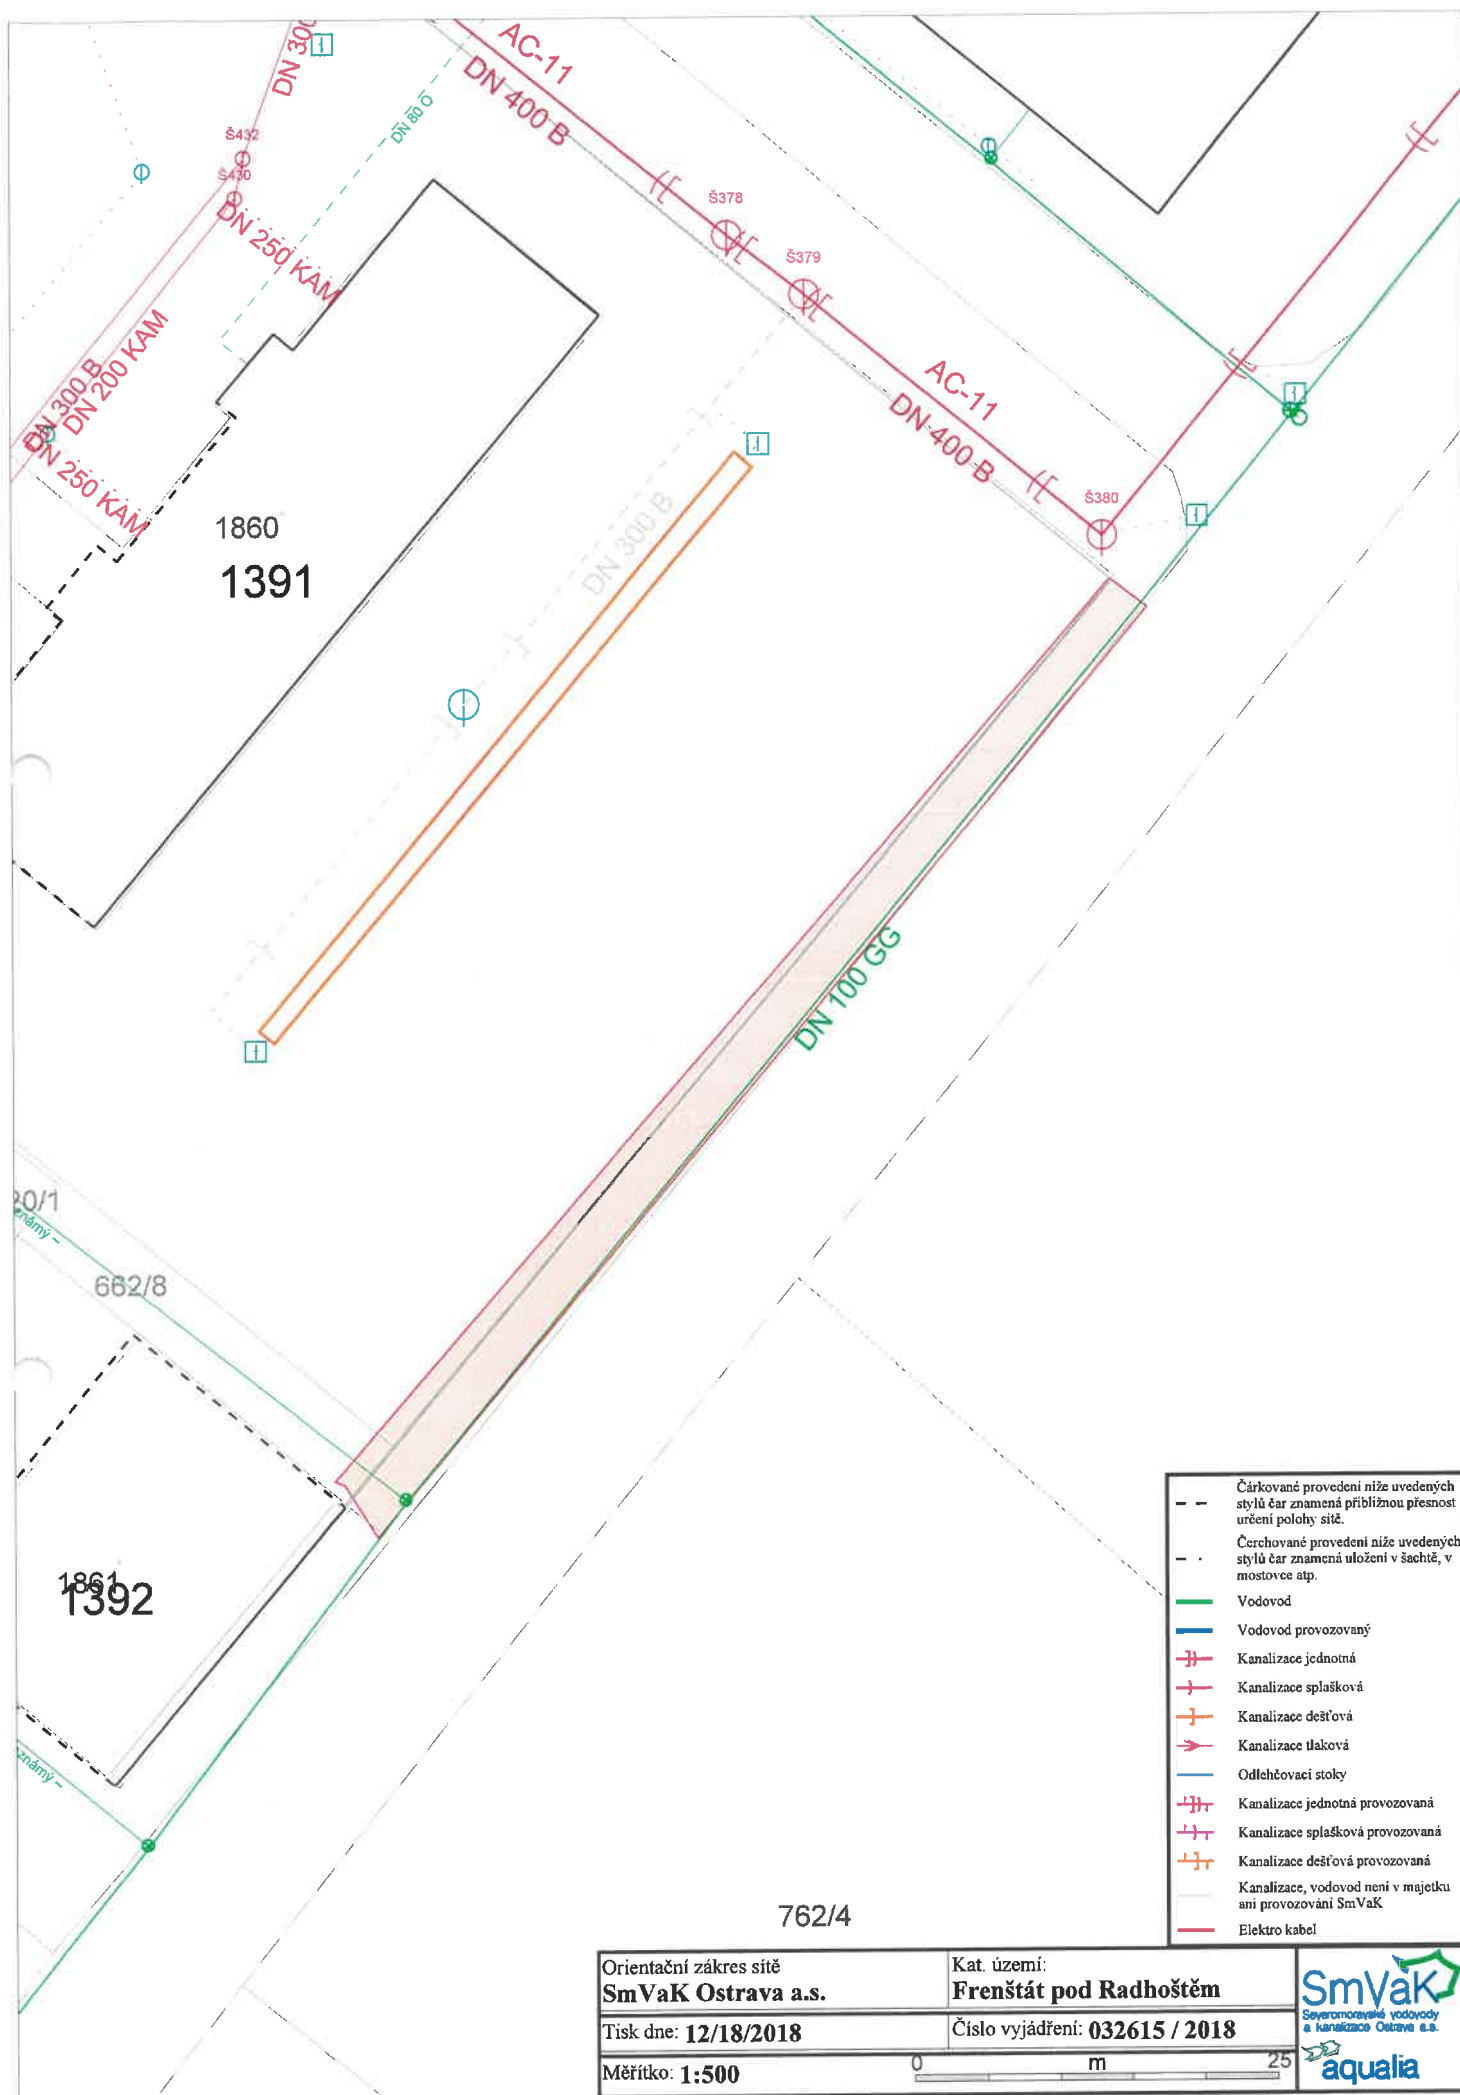 DN 300
AC-11
DN 400 B
DN 80 O
Š432
Š430
DN 250 KAM
Š378
Š379
DN 300 B
DN 200 KAM
DN 250 KAM
AC-11
DN 400 B
DN 300 B
Š380
1860
1391
DN 100 GG
662/8
1861
1392
762/4
Čárkované provedení níže uvedených
stylů čar znamená přibližnou přesnost
určení polohy sítě.
Čerchované provedení níže uvedených
stylů čar znamená uložení v šachtě, v
mostovce atp.
Vodovod
Vodovod provozovaný
Kanalizace jednotná
Kanalizace splašková
Kanalizace dešťová
Kanalizace tlaková
Odlehčovací stoky
Kanalizace jednotná provozovaná
Kanalizace splašková provozovaná
Kanalizace dešťová provozovaná
Kanalizace, vodovod není v majetku
ani provozování SmVaK
Elektro kabel
Orientační zákres sítě
SmVaK Ostrava a.s.
Kat. území:
Frenštát pod Radhoštěm
Tisk dne: 12/18/2018
Číslo vyjádření: 032615 / 2018
Měřítko: 1:500
0 m 25
SmVaK
Severomoravské vodovody
a kanalizace Ostrava a.s.
aqualia